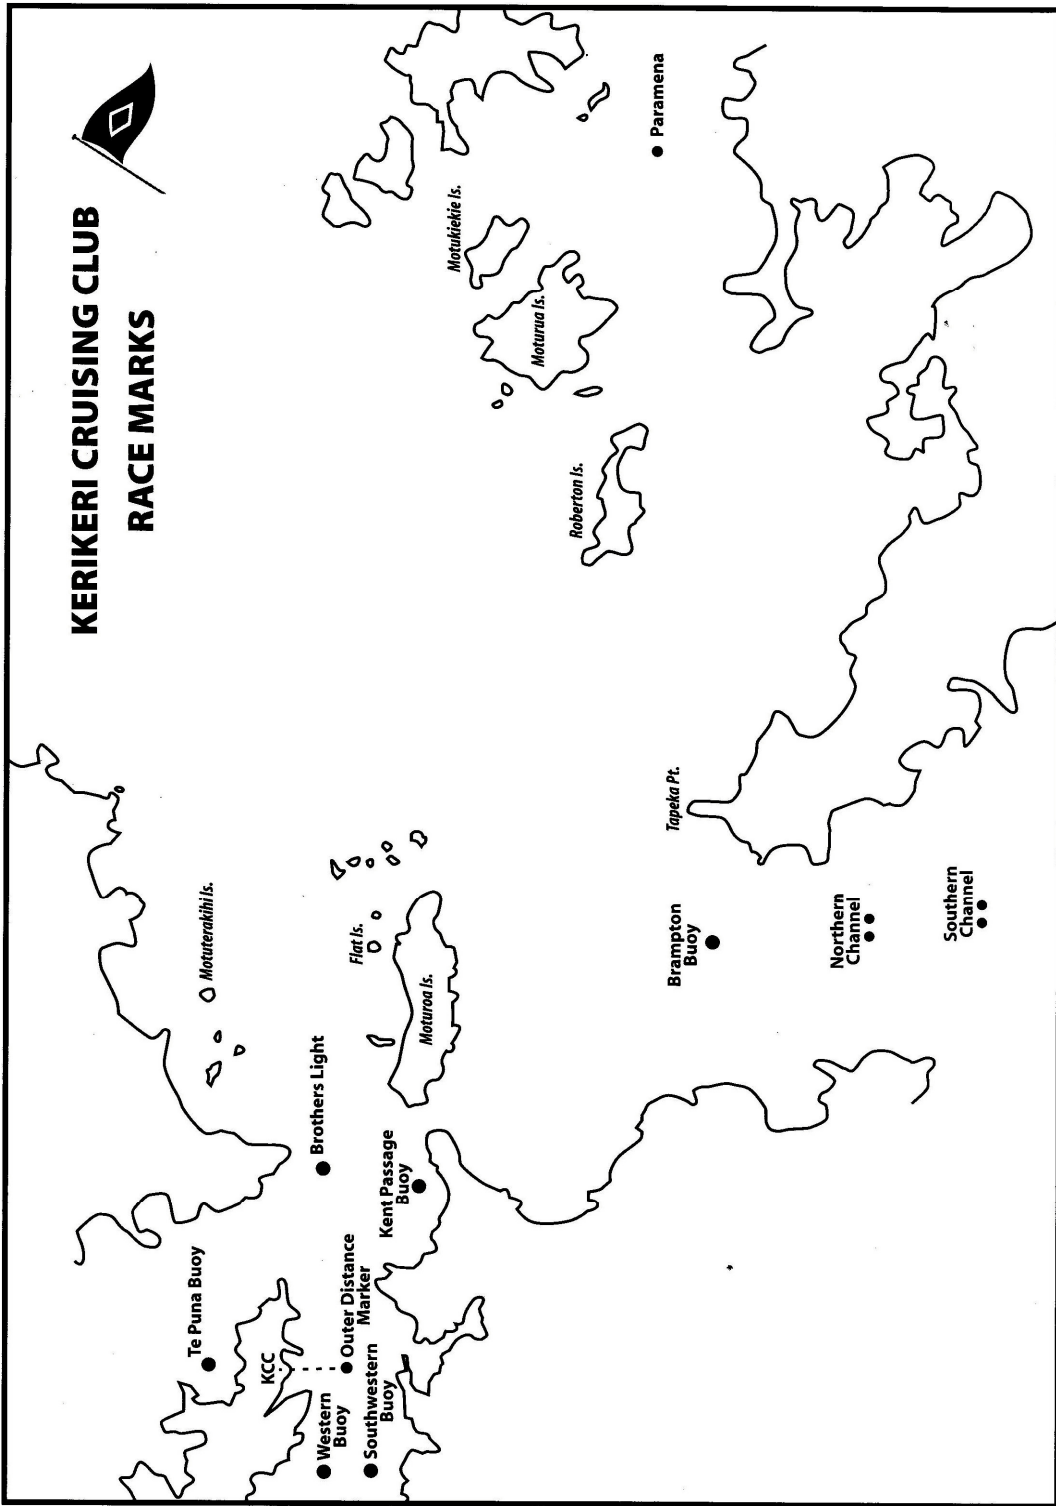 KERIKERI CRUISING CLUB
RACE MARKS
Te Puna Buoy
Motuterakihi Is.
KCC
Western
Buoy
Outer Distance
Marker
Brothers Light
Flat Is.
Southwestern
Buoy
Kent Passage
Buoy
Moturoa Is.
Motukiekie Is.
Moturua Is.
Roberton Is.
Paramena
Tapeka Pt.
Brampton
Buoy
Northern
Channel
Southern
Channel